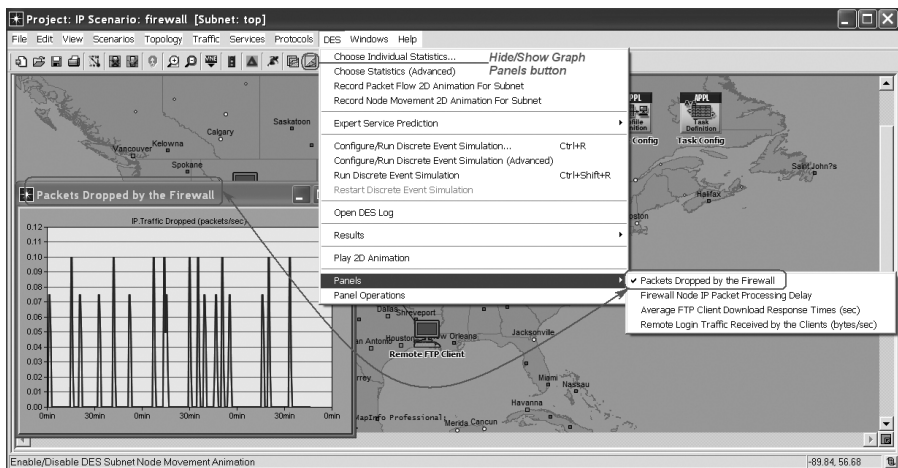 Project: IP Scenario: firewall [Subnet: top]
File Edit View Scenarios Topology Traffic Services Protocols DES Windows Help
Choose Individual Statistics...
Hide/Show Graph
Panels button
Choose Statistics (Advanced)
Record Packet Flow 2D Animation For Subnet
Record Node Movement 2D Animation For Subnet
Expert Service Prediction
Configure/Run Discrete Event Simulation... Ctrl+R
Configure/Run Discrete Event Simulation (Advanced)
Run Discrete Event Simulation Ctrl+Shift+R
Restart Discrete Event Simulation
Open DES Log
Results
Play 2D Animation
Panels
Panel Operations
Packets Dropped by the Firewall
Firewall Node IP Packet Processing Delay
Average FTP Client Download Response Times (sec)
Remote Login Traffic Received by the Clients (bytes/sec)
Saskatoon
Calgary
Kelowna
Vancouver
Spokane
APPL
Task
Definition
Config
Task Config
Halifax
Packets Dropped by the Firewall
IP.Traffic Dropped (packets/sec)
0.12
0.11
0.10
0.09
0.08
0.07
0.06
0.05
0.04
0.03
0.02
0.01
0.00
0min 30min 0min 30min 0min 30min 0min
Dallas Shreveport
Jacksonville
Remote FTP Client
Miami Nassau
Havanna
Merida Cancun
Enable/Disable DES Subnet Node Movement Animation
-89.84, 56.68